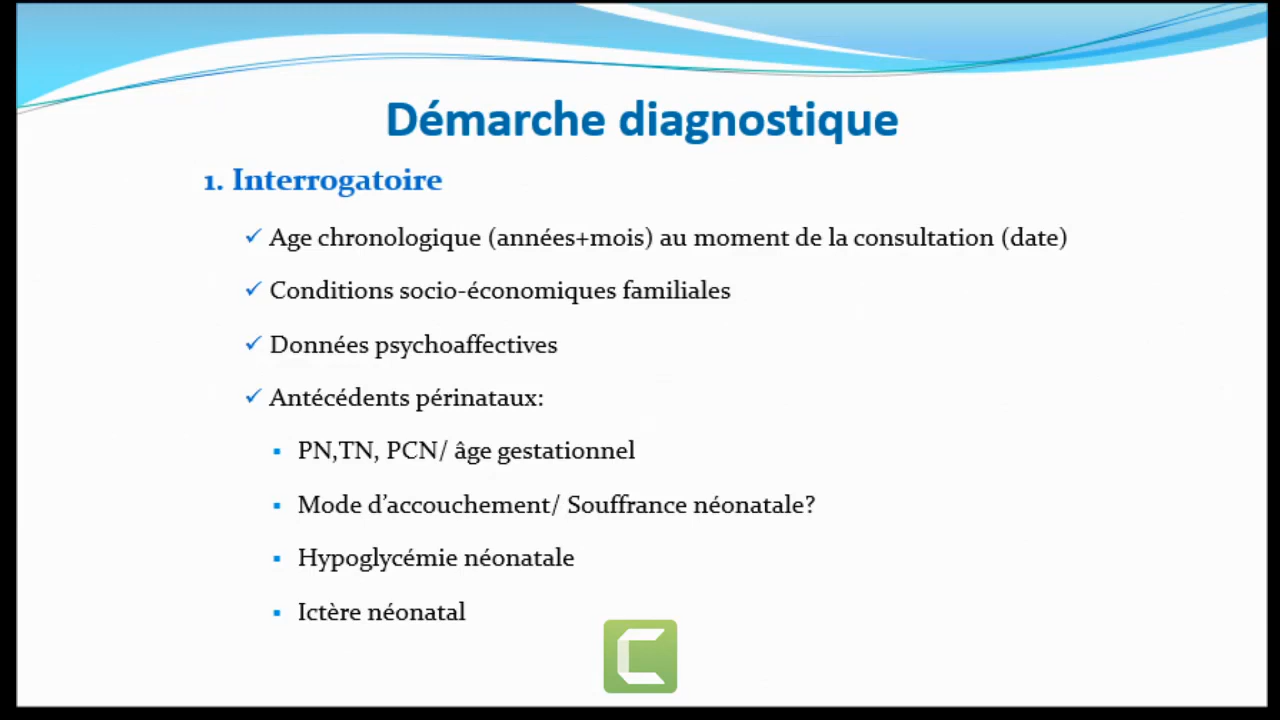 Démarche diagnostique
1. Interrogatoire
✓ Age chronologique (années+mois) au moment de la consultation (date)
✓ Conditions socio-économiques familiales
✓ Données psychoaffectives
✓ Antécédents périnataux:
▪ PN,TN, PCN/ âge gestationnel
▪ Mode d’accouchement/ Souffrance néonatale?
▪ Hypoglycémie néonatale
▪ Ictère néonatal